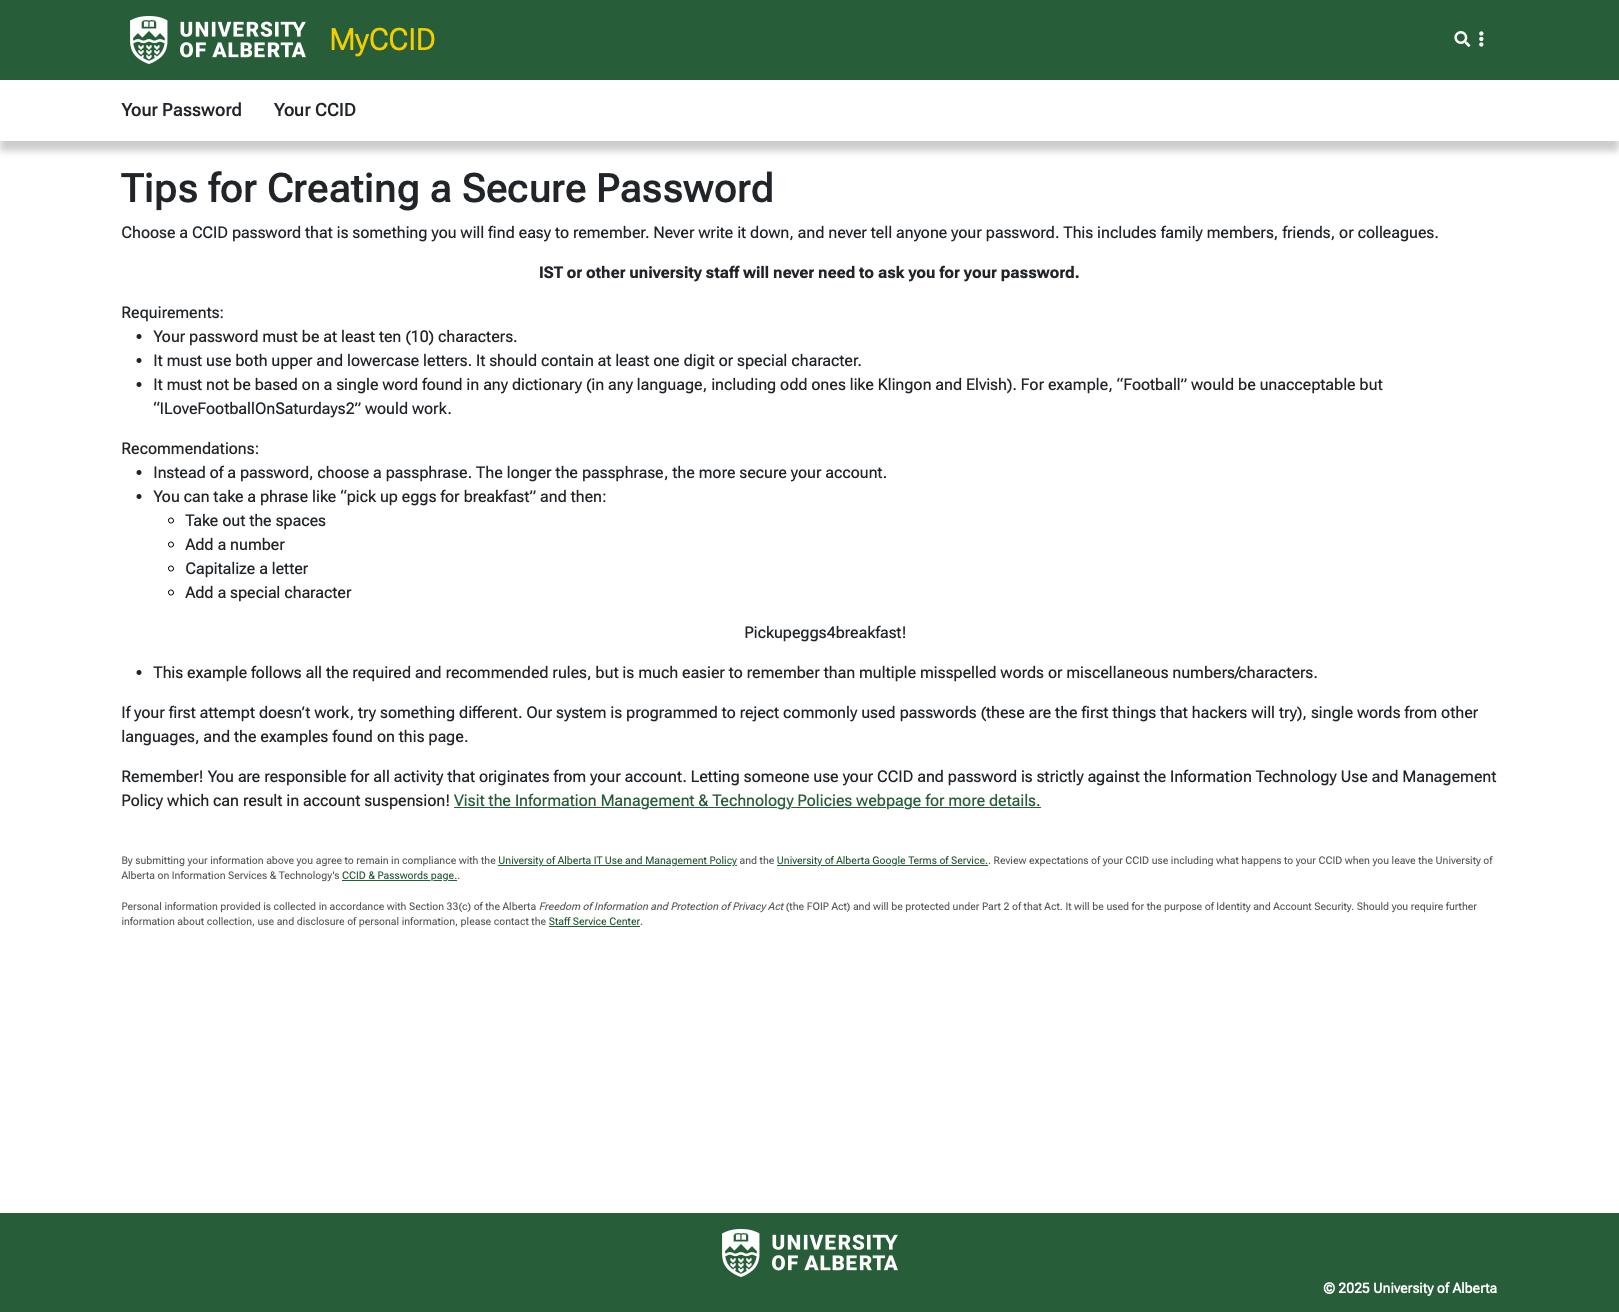 UNIVERSITY
OF ALBERTA
MyCCID
Your Password
Your CCID
Tips for Creating a Secure Password
Choose a CCID password that is something you will find easy to remember. Never write it down, and never tell anyone your password. This includes family members, friends, or colleagues.
IST or other university staff will never need to ask you for your password.
Requirements:
• Your password must be at least ten (10) characters.
• It must use both upper and lowercase letters. It should contain at least one digit or special character.
• It must not be based on a single word found in any dictionary (in any language, including odd ones like Klingon and Elvish). For example, “Football” would be unacceptable but
“ILoveFootballOnSaturdays2” would work.
Recommendations:
• Instead of a password, choose a passphrase. The longer the passphrase, the more secure your account.
• You can take a phrase like “pick up eggs for breakfast” and then:
◦ Take out the spaces
◦ Add a number
◦ Capitalize a letter
◦ Add a special character
Pickupeggs4breakfast!
• This example follows all the required and recommended rules, but is much easier to remember than multiple misspelled words or miscellaneous numbers/characters.
If your first attempt doesn’t work, try something different. Our system is programmed to reject commonly used passwords (these are the first things that hackers will try), single words from other
languages, and the examples found on this page.
Remember! You are responsible for all activity that originates from your account. Letting someone use your CCID and password is strictly against the Information Technology Use and Management
Policy which can result in account suspension! Visit the Information Management & Technology Policies webpage for more details.
By submitting your information above you agree to remain in compliance with the University of Alberta IT Use and Management Policy and the University of Alberta Google Terms of Service.. Review expectations of your CCID use including what happens to your CCID when you leave the University of
Alberta on Information Services & Technology's CCID & Passwords page..
Personal information provided is collected in accordance with Section 33(c) of the Alberta Freedom of Information and Protection of Privacy Act (the FOIP Act) and will be protected under Part 2 of that Act. It will be used for the purpose of Identity and Account Security. Should you require further
information about collection, use and disclosure of personal information, please contact the Staff Service Center.
UNIVERSITY
OF ALBERTA
© 2025 University of Alberta